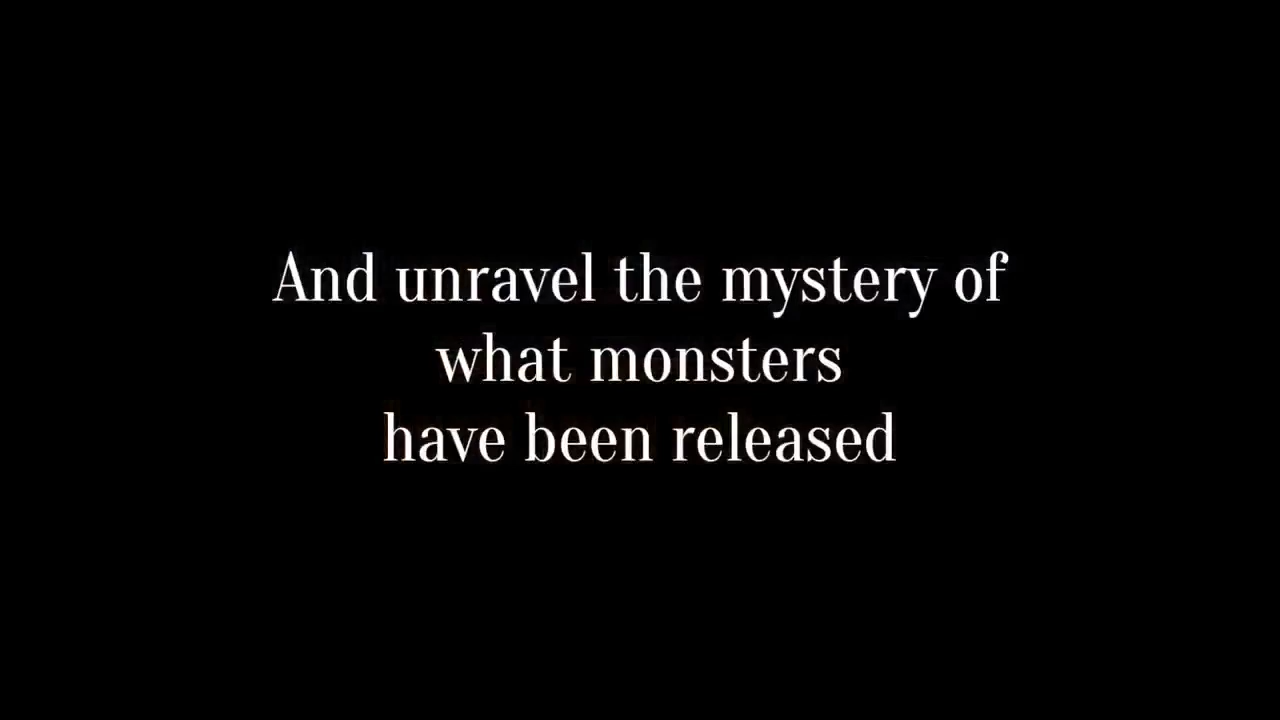 And unravel the mystery of
what monsters
have been released